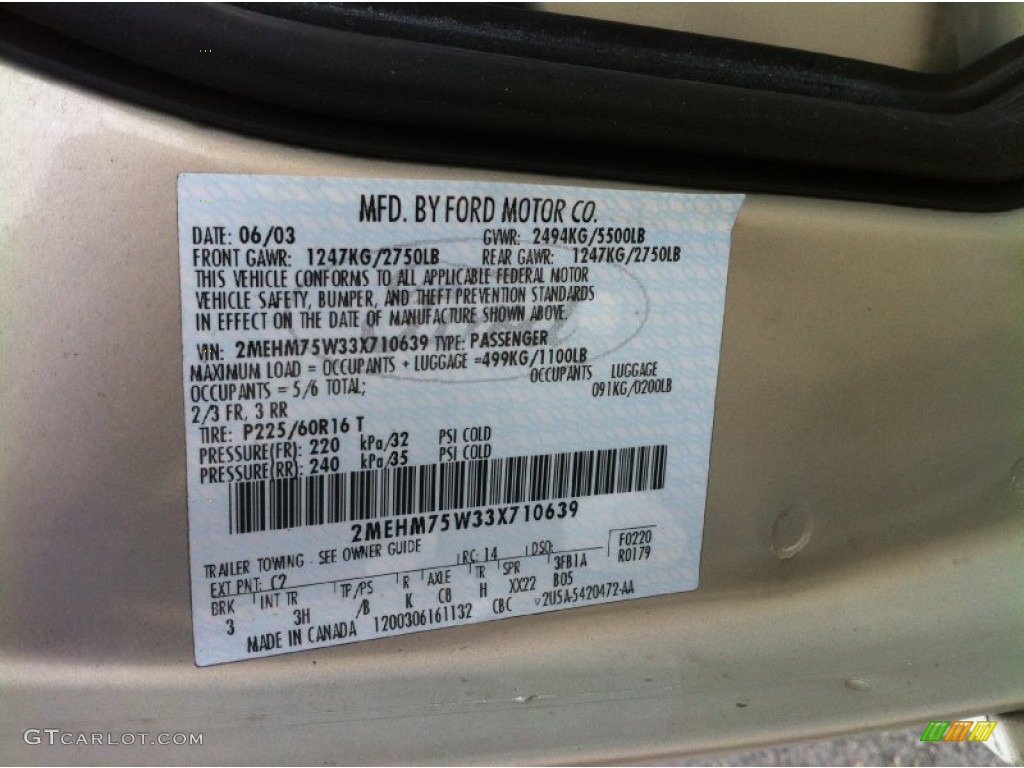 MFD. BY FORD MOTOR CO.
DATE: 06/03 GVWR: 2494KG/5500LB
FRONT GAWR: 1247KG/2750LB REAR GAWR: 1247KG/2750LB
THIS VEHICLE CONFORMS TO ALL APPLICABLE FEDERAL MOTOR
VEHICLE SAFETY, BUMPER, AND THEFT PREVENTION STANDARDS
IN EFFECT ON THE DATE OF MANUFACTURE SHOWN ABOVE.
VIN: 2MEHM75W33X710639 TYPE: PASSENGER
MAXIMUM LOAD = OCCUPANTS + LUGGAGE =499KG/1100LB
OCCUPANTS = 5/6 TOTAL; OCCUPANTS LUGGAGE
2/3 FR, 3 RR 091KG/0200LB
TIRE: P225/60R16 T
PRESSURE(FR): 220 kPa/32 PSI COLD
PRESSURE(RR): 240 kPa/35 PSI COLD
2MEHM75W33X710639
TRAILER TOWING - SEE OWNER GUIDE
EXT PNT: C2 RC: 14 DSO: F0220
R0179
BRK INT TR TP/PS R AXLE TR SPR 3FB1A
3 3H /B K CB H XX22 B05
MADE IN CANADA 1200306161132 CBC 2U5A-5420472-AA
Ford
GTCARLOT.COM